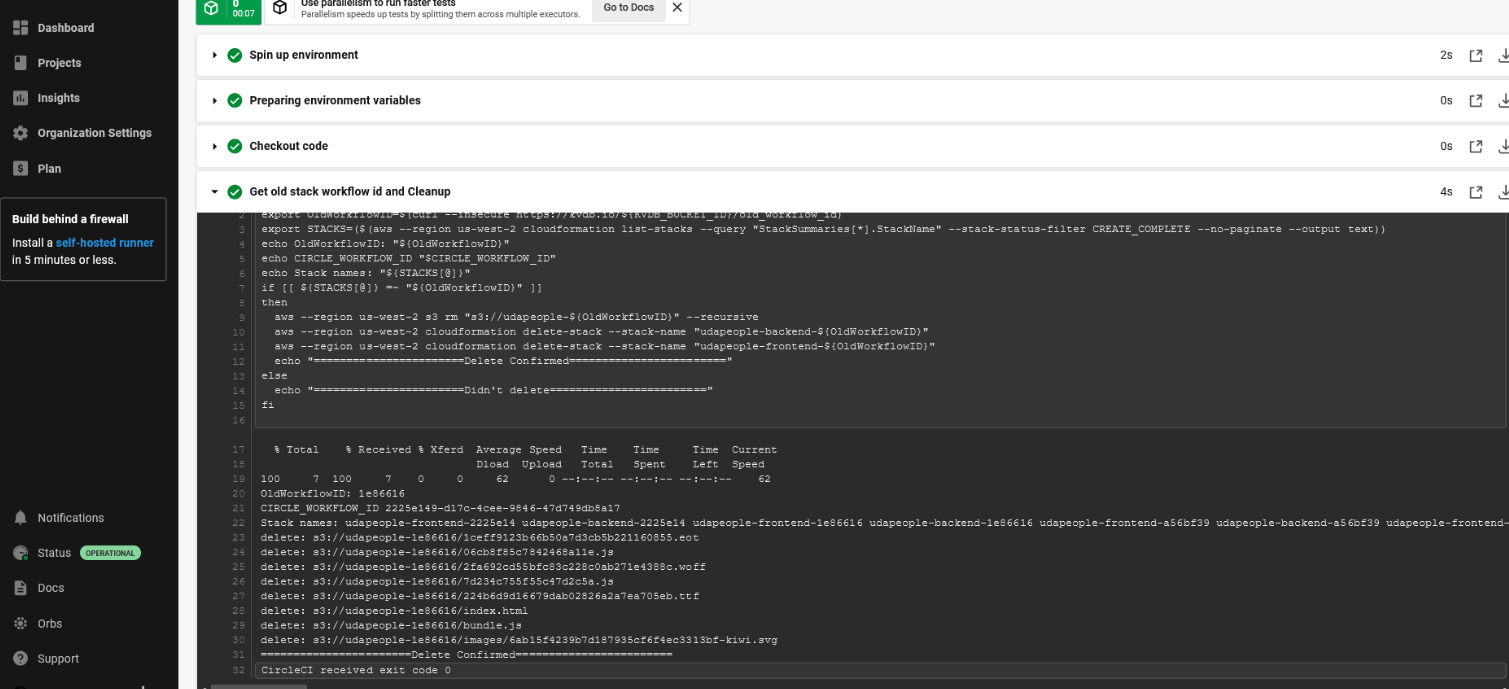 Dashboard
Projects
Insights
Organization Settings
Plan
Build behind a firewall
Install a self-hosted runner
in 5 minutes or less.
Notifications
Status OPERATIONAL
Docs
Orbs
Support
0
00:07
Use parallelism to run faster tests
Parallelism speeds up tests by splitting them across multiple executors.
Go to Docs
Spin up environment 2s
Preparing environment variables 0s
Checkout code 0s
Get old stack workflow id and Cleanup 4s
2 export OldWorkflowID=$(curl --insecure https://kvdb.io/${KVDB_BUCKET_ID}/old_workflow_id)
3 export STACKS=($(aws --region us-west-2 cloudformation list-stacks --query "StackSummaries[*].StackName" --stack-status-filter CREATE_COMPLETE --no-paginate --output text))
4 echo OldWorkflowID: "${OldWorkflowID}"
5 echo CIRCLE_WORKFLOW_ID "$CIRCLE_WORKFLOW_ID"
6 echo Stack names: "${STACKS[@]}"
7 if [[ ${STACKS[@]} =~ "${OldWorkflowID}" ]]
8 then
9 aws --region us-west-2 s3 rm "s3://udapeople-${OldWorkflowID}" --recursive
10 aws --region us-west-2 cloudformation delete-stack --stack-name "udapeople-backend-${OldWorkflowID}"
11 aws --region us-west-2 cloudformation delete-stack --stack-name "udapeople-frontend-${OldWorkflowID}"
12 echo "=======================Delete Confirmed========================"
13 else
14 echo "=======================Didn't delete========================"
15 fi
16
17 % Total % Received % Xferd Average Speed Time Time Time Current
18 Dload Upload Total Spent Left Speed
19 100 7 100 7 0 0 62 0 --:--:-- --:--:-- --:--:-- 62
20 OldWorkflowID: 1e86616
21 CIRCLE_WORKFLOW_ID 2225e149-d17c-4cee-9846-47d749db8a17
22 Stack names: udapeople-frontend-2225e14 udapeople-backend-2225e14 udapeople-frontend-1e86616 udapeople-backend-1e86616 udapeople-frontend-a56bf39 udapeople-backend-a56bf39 udapeople-frontend-
23 delete: s3://udapeople-1e86616/1ceff9123b66b50a7d3cb5b221160855.eot
24 delete: s3://udapeople-1e86616/06cb8f85c7842468a11e.js
25 delete: s3://udapeople-1e86616/2fa692cd55bfc83c228c0ab271e4388c.woff
26 delete: s3://udapeople-1e86616/7d234c755f55c47d2c5a.js
27 delete: s3://udapeople-1e86616/224b6d9d16679dab02826a2a7ea705eb.ttf
28 delete: s3://udapeople-1e86616/index.html
29 delete: s3://udapeople-1e86616/bundle.js
30 delete: s3://udapeople-1e86616/images/6ab15f4239b7d187935cf6f4ec3313bf-kiwi.svg
31 =======================Delete Confirmed========================
32 CircleCI received exit code 0